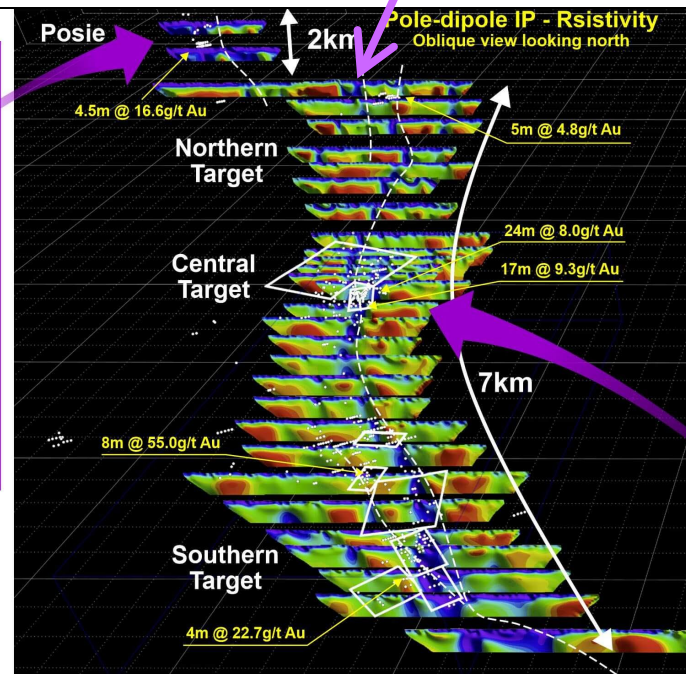 Pole-dipole IP - Rsistivity
Oblique view looking north
Posie
2km
4.5m @ 16.6g/t Au
5m @ 4.8g/t Au
Northern
Target
24m @ 8.0g/t Au
Central
Target
17m @ 9.3g/t Au
7km
8m @ 55.0g/t Au
Southern
Target
4m @ 22.7g/t Au